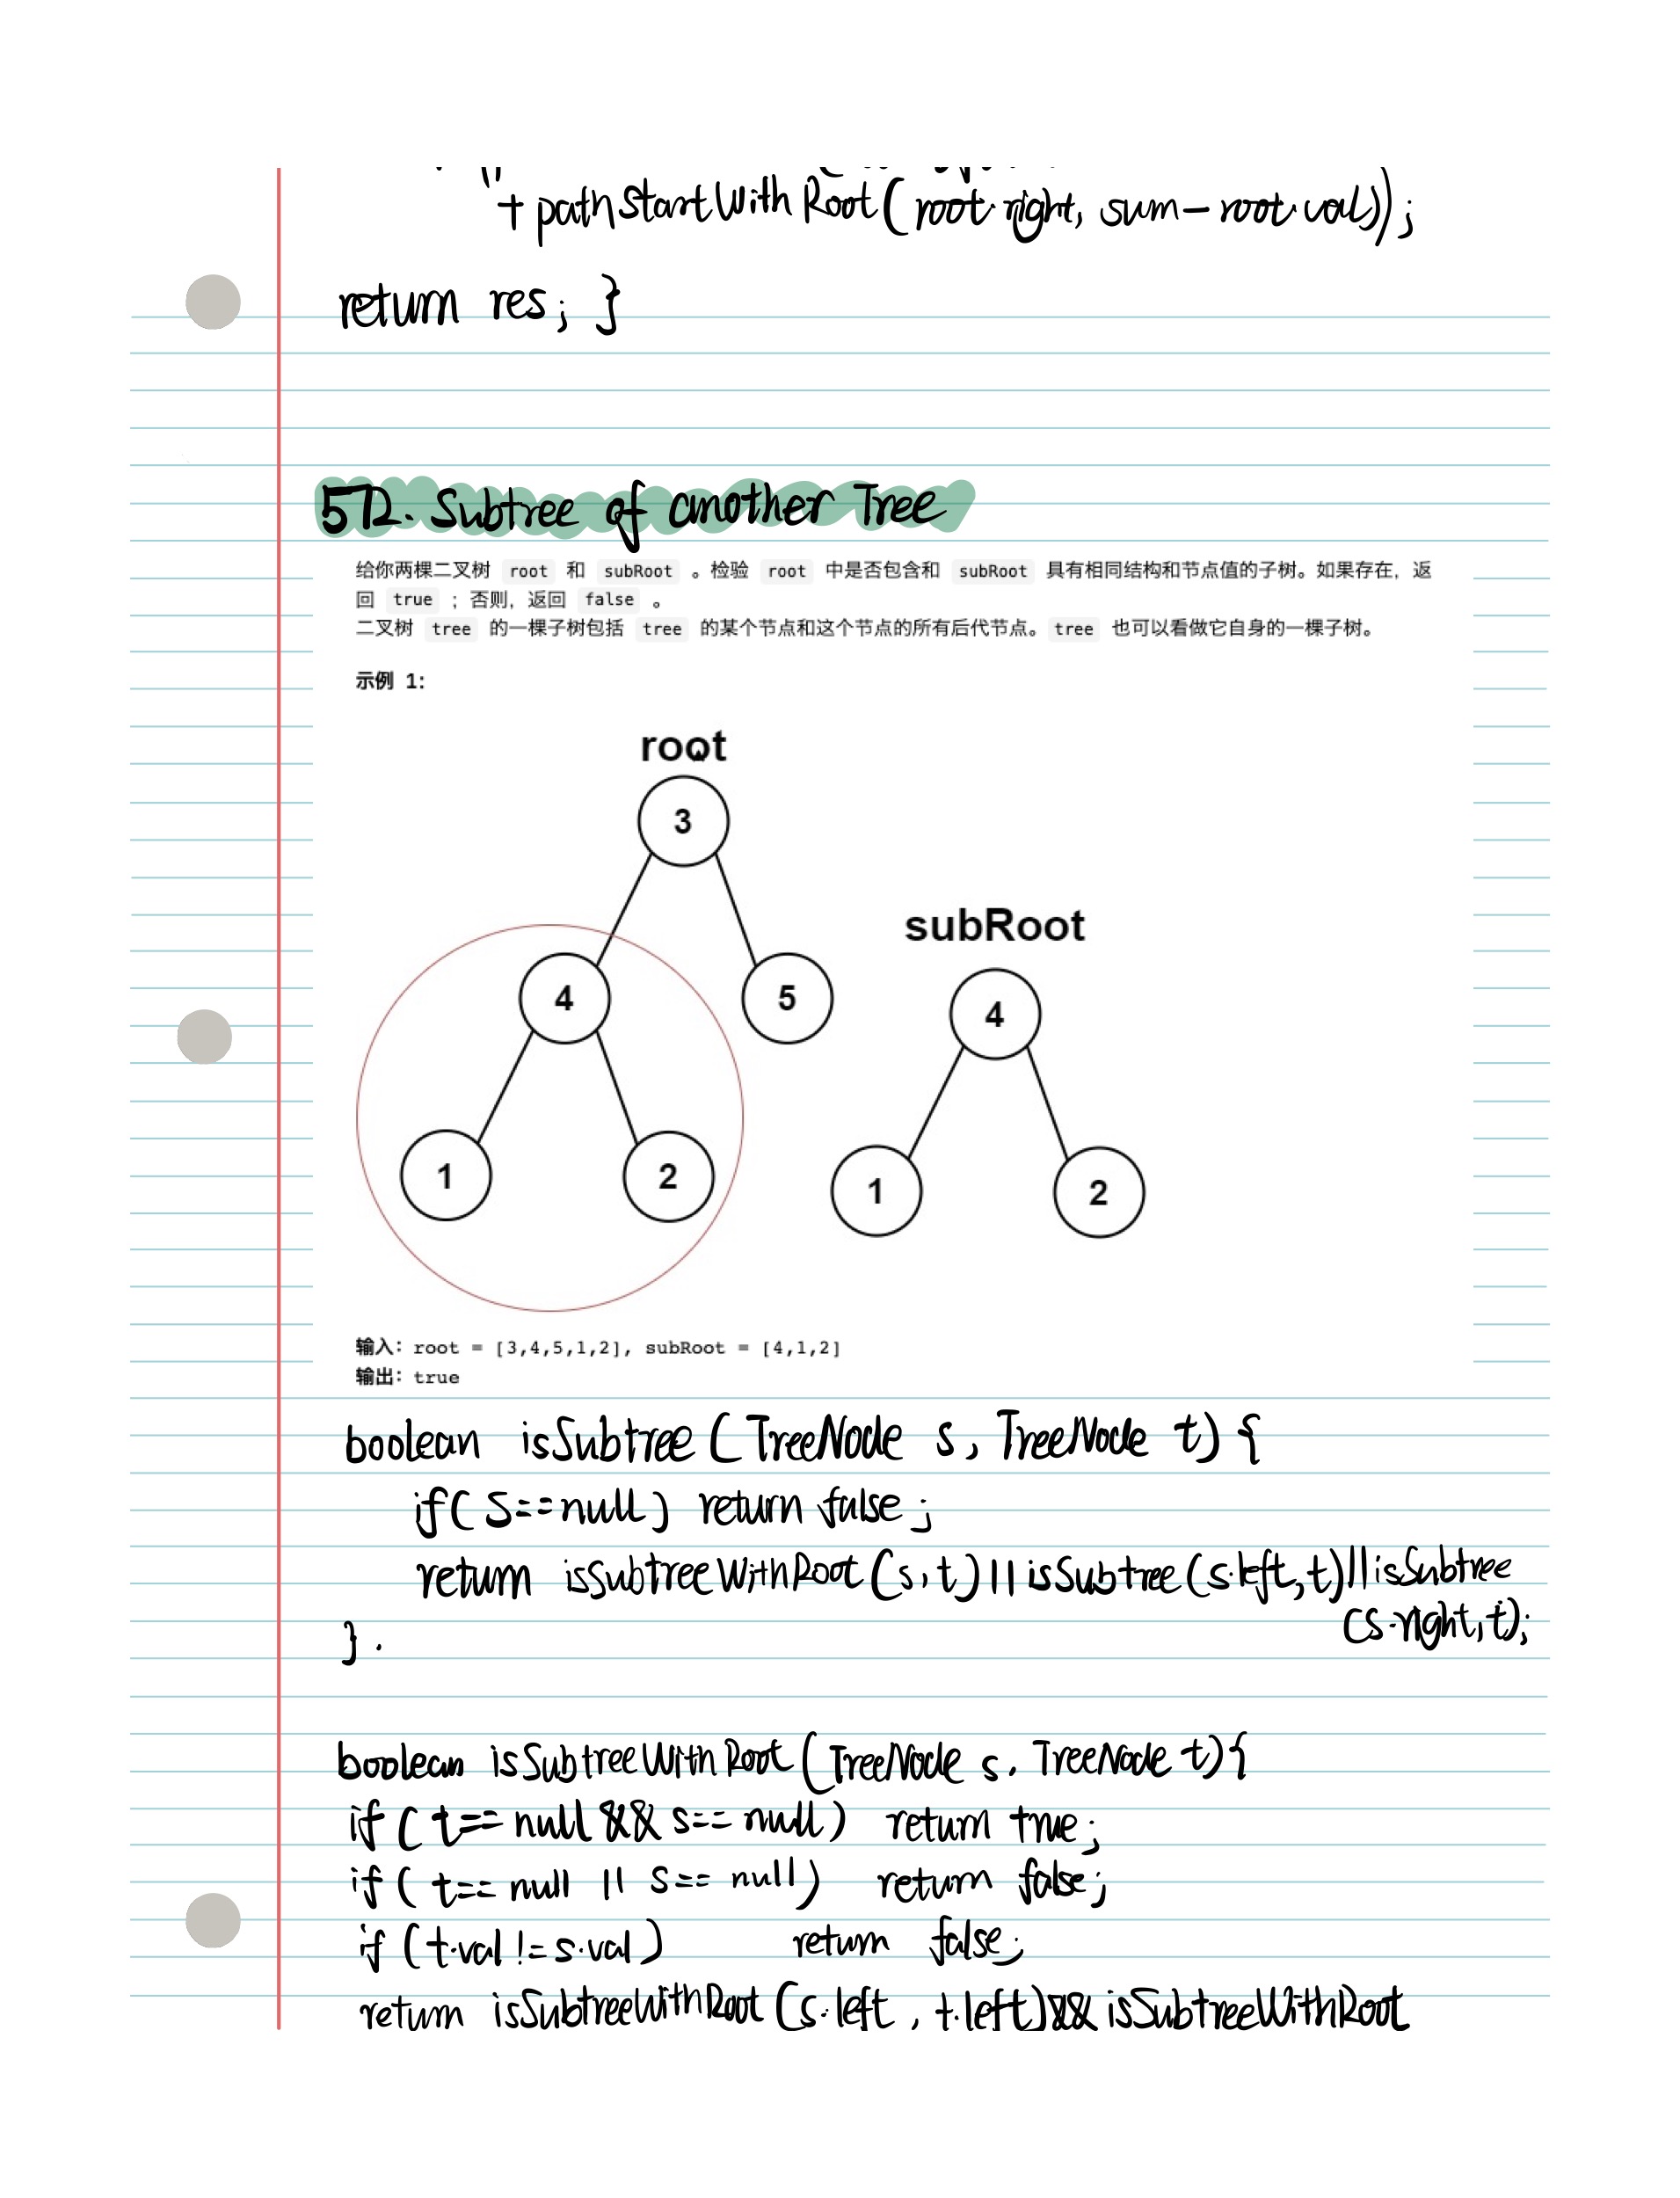 + pathStartWithRoot(root.right, sum-root.val));
return res; }
572. Subtree of another Tree
给你两棵二叉树 root 和 subRoot 。检验 root 中是否包含和 subRoot 具有相同结构和节点值的子树。如果存在，返
回 true ；否则，返回 false 。
二叉树 tree 的一棵子树包括 tree 的某个节点和这个节点的所有后代节点。tree 也可以看做它自身的一棵子树。
示例 1:
root
3
subRoot
4 5 4
1 2 1 2
输入：root = [3,4,5,1,2], subRoot = [4,1,2]
输出：true
boolean isSubtree (TreeNode s, TreeNode t) {
if( s==null) return false;
return isSubtreeWithRoot(s,t)||isSubtree(s.left,t)||isSubtree
(s.right,t);
}.
boolean isSubtreeWithRoot(TreeNode s, TreeNode t){
if ( t== null && s== null) return true;
if ( t== null || s== null) return false;
if (t.val != s.val) return false;
return isSubtreeWithRoot(s.left, t.left)&& isSubtreeWithRoot